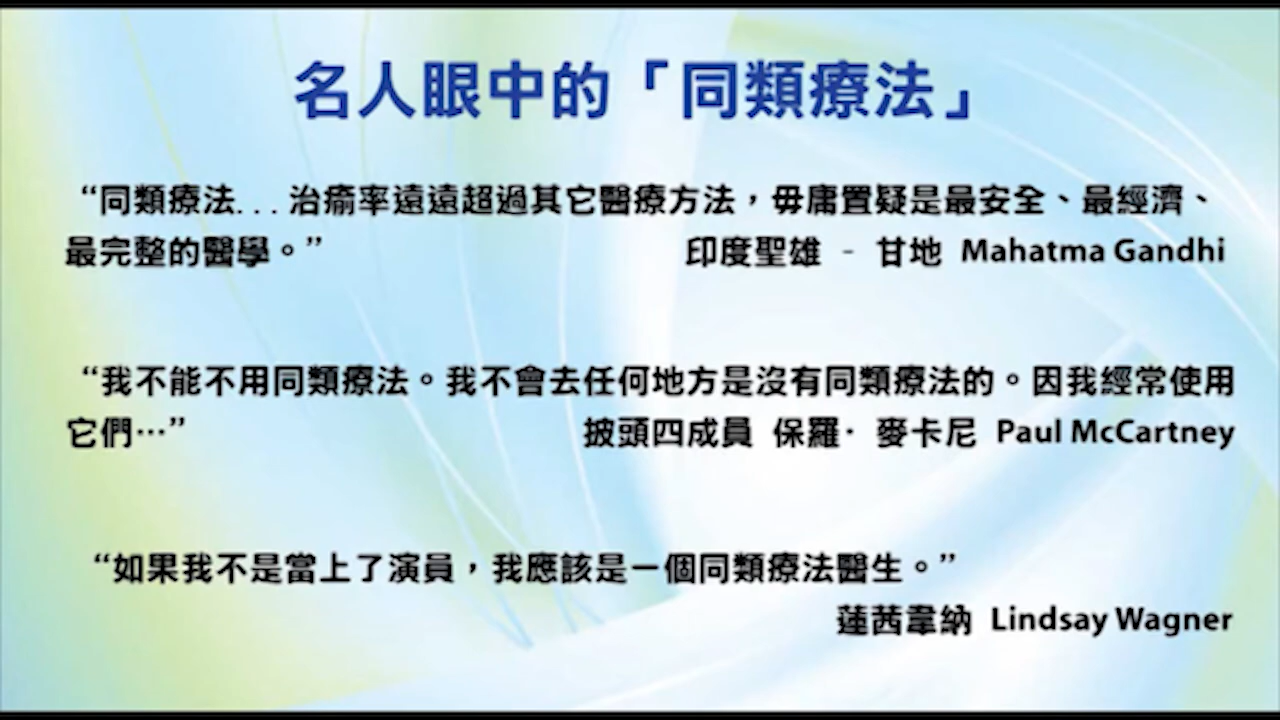 名人眼中的「同類療法」
“同類療法...治癒率遠遠超過其它醫療方法，毋庸置疑是最安全、最經濟、
最完整的醫學。” 印度聖雄 - 甘地 Mahatma Gandhi
“我不能不用同類療法。我不會去任何地方是沒有同類療法的。因我經常使用
它們…” 披頭四成員 保羅· 麥卡尼 Paul McCartney
“如果我不是當上了演員，我應該是一個同類療法醫生。”
蓮茜韋納 Lindsay Wagner